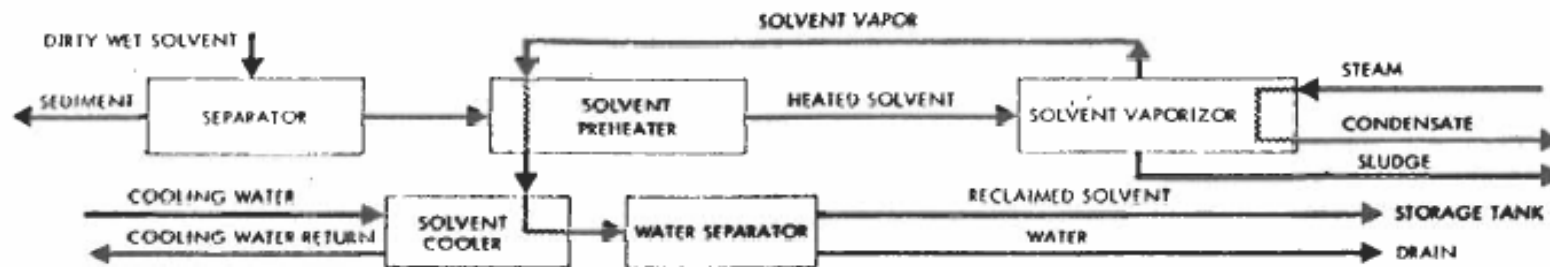 SOLVENT VAPOR
DIRTY WET SOLVENT
SEDIMENT
SEPARATOR
SOLVENT
PREHEATER
HEATED SOLVENT
SOLVENT VAPORIZOR
STEAM
CONDENSATE
SLUDGE
COOLING WATER
COOLING WATER RETURN
SOLVENT
COOLER
WATER SEPARATOR
RECLAIMED SOLVENT
STORAGE TANK
WATER
DRAIN